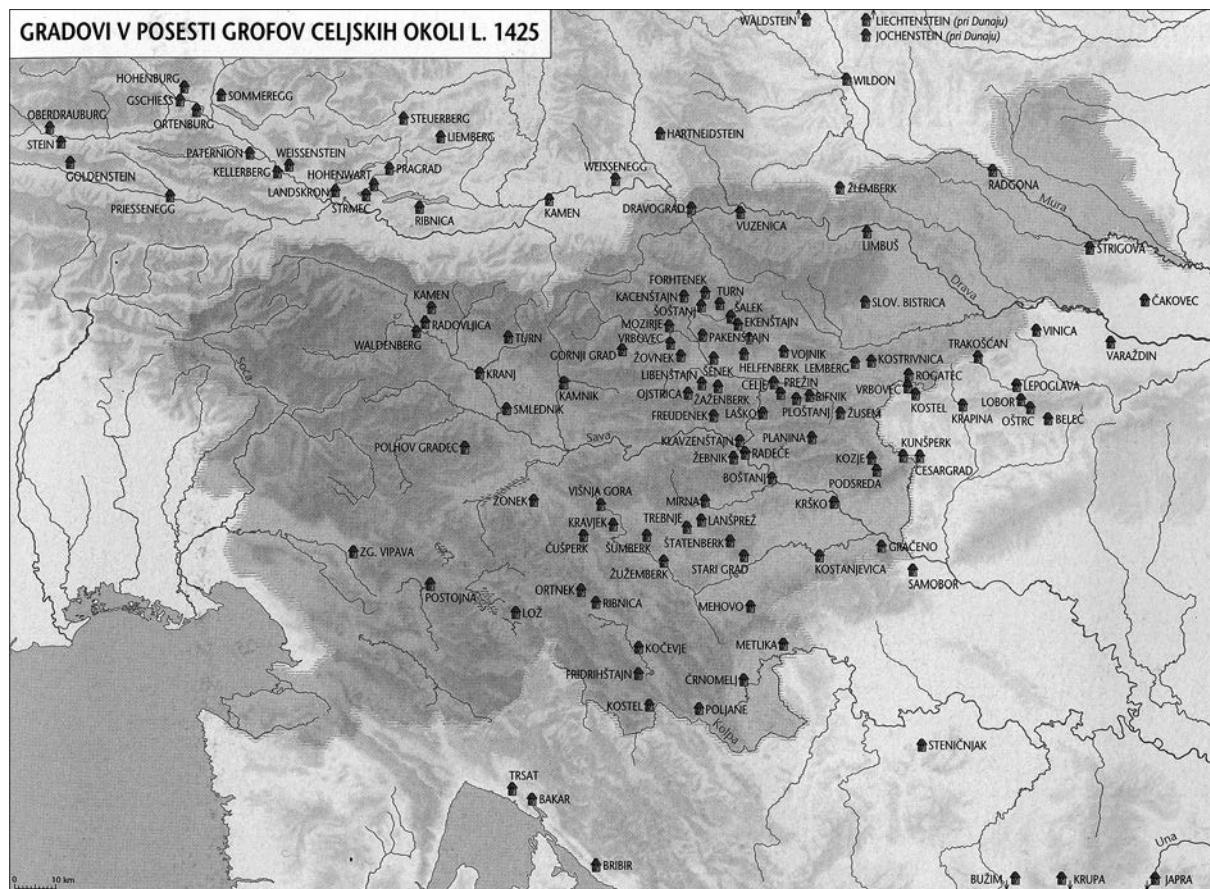 GRADOVI V POSESTI GROFOV CELJSKIH OKOLI L. 1425
WALDSTEIN
LIECHTENSTEIN (pri Dunaju)
JOCHENSTEIN (pri Dunaju)
WILDON
HOHENBURG
GSCHIESS
SOMMEREGG
ORTENBURG
OBERDRAUBURG
STEIN
GOLDENSTEIN
STEUERBERG
LIEMBERG
HARTNEIDSTEIN
PATERNION
WEISSENSTEIN
KELLERBERG
HOHENWART
PRAGRAD
LANDSKRON
STRMEC
PRIESSENEGG
RIBNICA
WEISSENEGG
KAMEN
DRAVOGRAD
VUZENICA
ŽLEMBERK
RADGONA
Mura
LIMBUŠ
ŠTRIGOVA
Drava
ČAKOVEC
FORHTENEK
KACENŠTAJN
TURN
ŠOŠTANJ
ŠALEK
EKENŠTAJN
SLOV. BISTRICA
MOZIRJE
PAKENŠTAJN
VRBOVEC
GORNJI GRAD
ŽOVNEK
ŠENEK
VOJNIK
HELFENBERK
LEMBERG
KOSTRIVNICA
TRAKOŠĆAN
VINICA
VARAŽDIN
KAMEN
RADOVLJICA
WALDENBERG
TURN
Soča
KRANJ
KAMNIK
SMLEDNIK
LIBENŠTAJN
OJSTRICA
ŽAŽENBERK
CELJE
PREŽIN
RIFNIK
PLOŠTANJ
FREUDENEK
LAŠKO
ŽUSEM
ROGATEC
VRBOVEC
KOSTEL
LEPOGLAVA
LOBOR
OŠTRC
BELEC
KRAPINA
POLHOV GRADEC
Sava
KLAVZENŠTAJN
RADEČE
ŽEBNIK
PLANINA
KOZJE
KUNŠPERK
CESARGRAD
PODSREDA
BOŠTANJ
ŽONEK
VIŠNJA GORA
KRAVJEK
MIRNA
TREBNJE
LANŠPREŽ
KRŠKO
ČUŠPERK
ŠUMBERK
ŠTATENBERK
ZG. VIPAVA
ŽUŽEMBERK
STARI GRAD
KOSTANJEVICA
GRAČENO
SAMOBOR
POSTOJNA
ORTNEK
RIBNICA
LOŽ
MEHOVO
KOČEVJE
METLIKA
FRIDRIHŠTAJN
ČRNOMELJ
KOSTEL
POLJANE
Kolpa
STENIČNJAK
TRSAT
BAKAR
BRIBIR
Una
BUŽIM
KRUPA
JAPRA
0 10 km